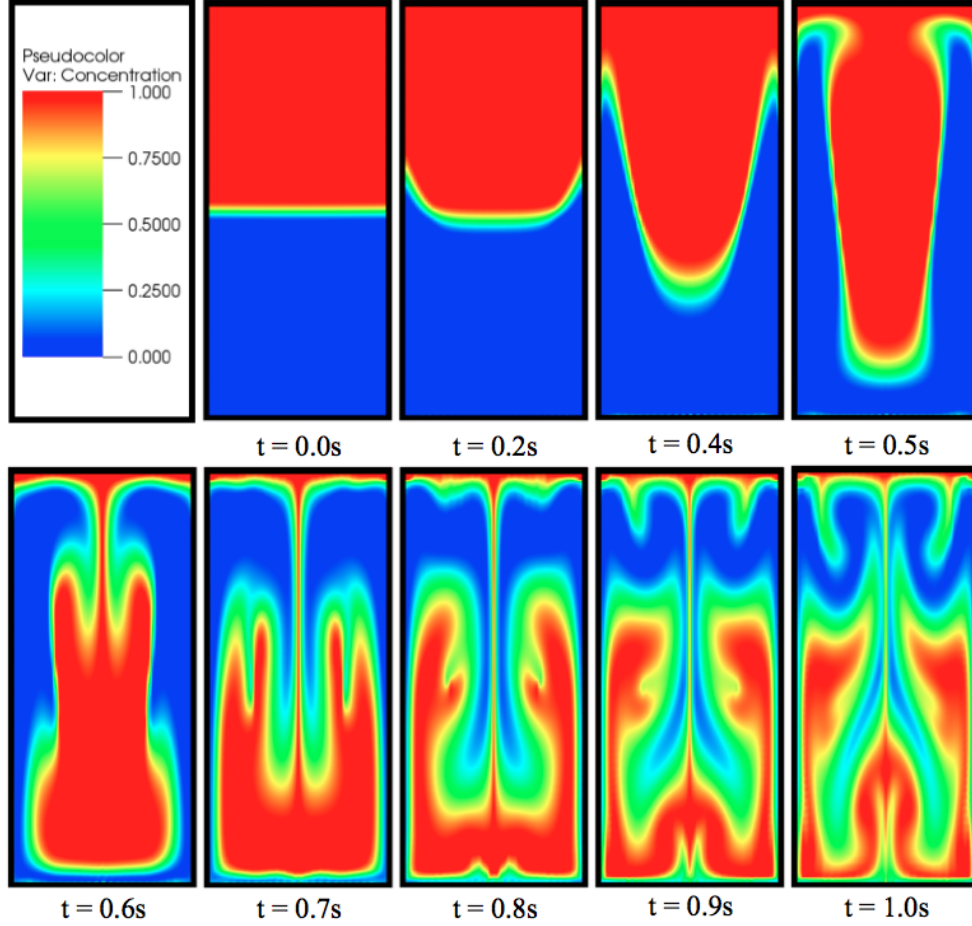 Pseudocolor
Var: Concentration
1.000
0.7500
0.5000
0.2500
0.000
t = 0.0s
t = 0.2s
t = 0.4s
t = 0.5s
t = 0.6s
t = 0.7s
t = 0.8s
t = 0.9s
t = 1.0s